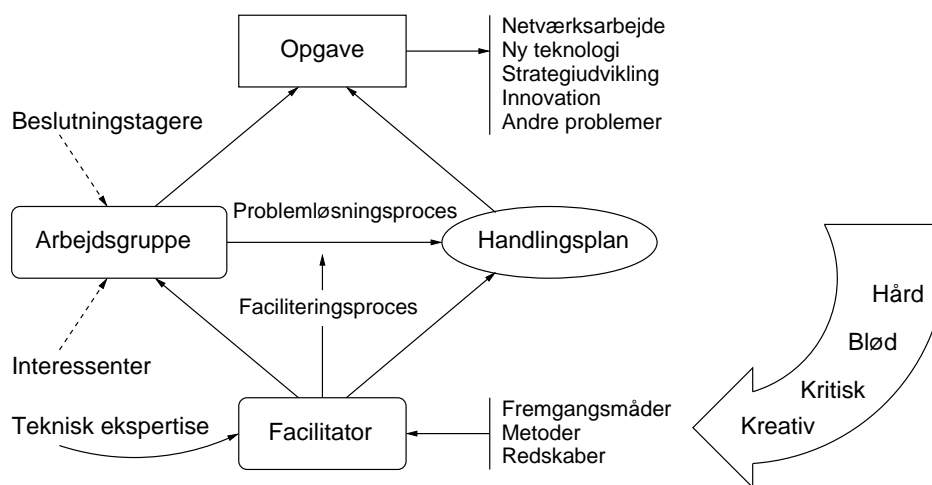 Opgave
Netværksarbejde
Ny teknologi
Strategiudvikling
Innovation
Andre problemer
Beslutningstagere
Problemløsningsproces
Arbejdsgruppe
Handlingsplan
Faciliteringsproces
Interessenter
Teknisk ekspertise
Facilitator
Fremgangsmåder
Metoder
Redskaber
Hård
Blød
Kritisk
Kreativ